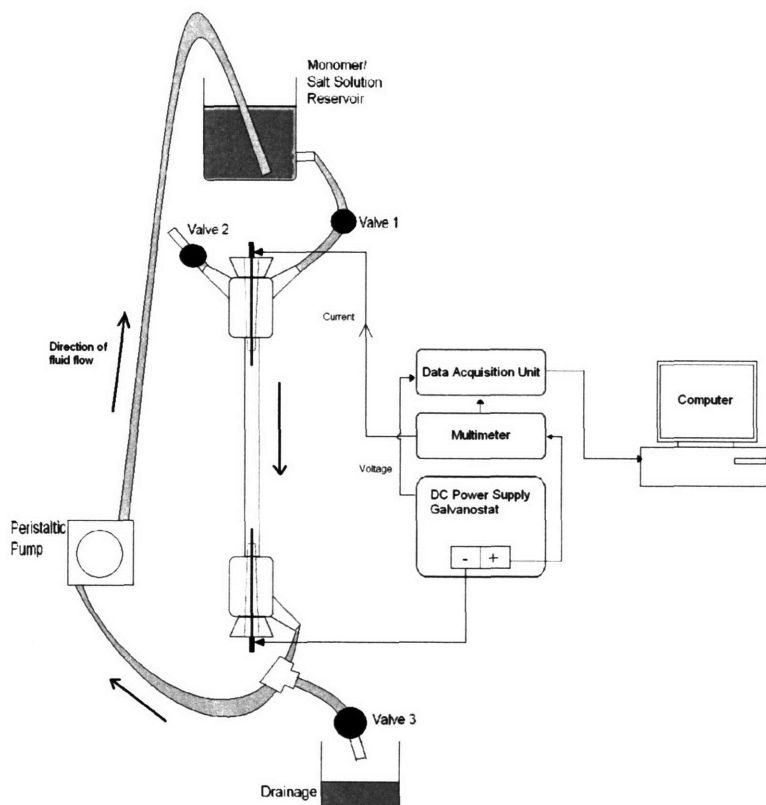 Monomer/
Salt Solution
Reservoir
Valve 2
Valve 1
Current
Direction of
fluid flow
Data Acquisition Unit
Computer
Multimeter
Voltage
DC Power Supply
Galvanostat
- +
Peristaltic
Pump
Valve 3
Drainage